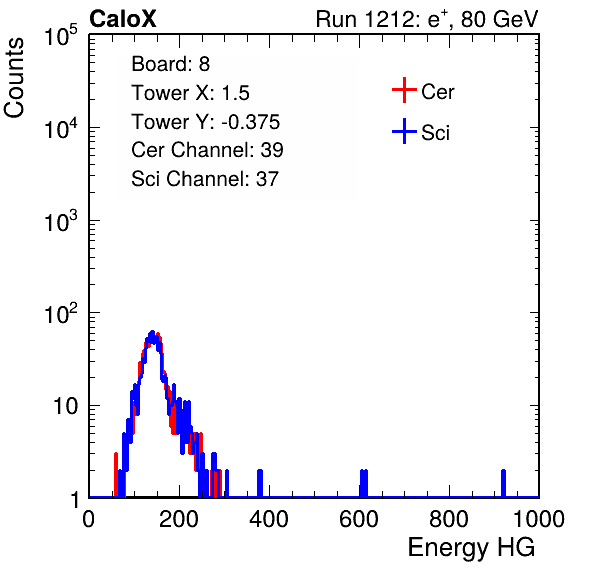 CaloX Run 1212: e⁺, 80 GeV
Counts
10⁵
10⁴
10³
10²
10
1
Board: 8
Tower X: 1.5
Tower Y: -0.375
Cer Channel: 39
Sci Channel: 37
Cer
Sci
0 200 400 600 800 1000
Energy HG